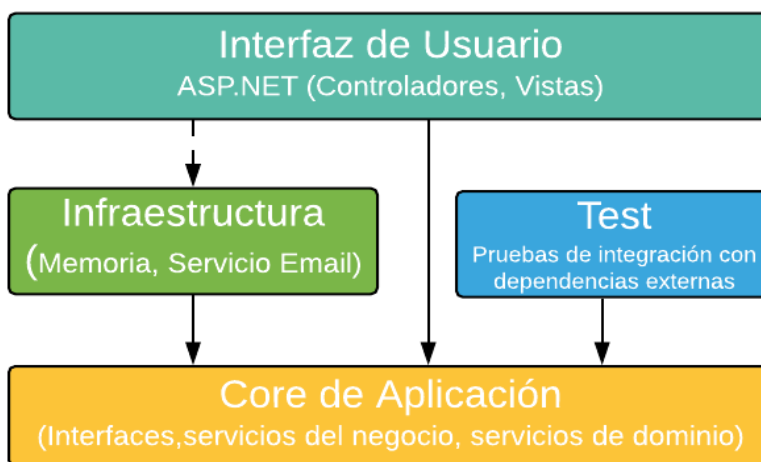 Interfaz de Usuario
ASP.NET (Controladores, Vistas)
Infraestructura
(Memoria, Servicio Email)
Test
Pruebas de integración con
dependencias externas
Core de Aplicación
(Interfaces,servicios del negocio, servicios de dominio)